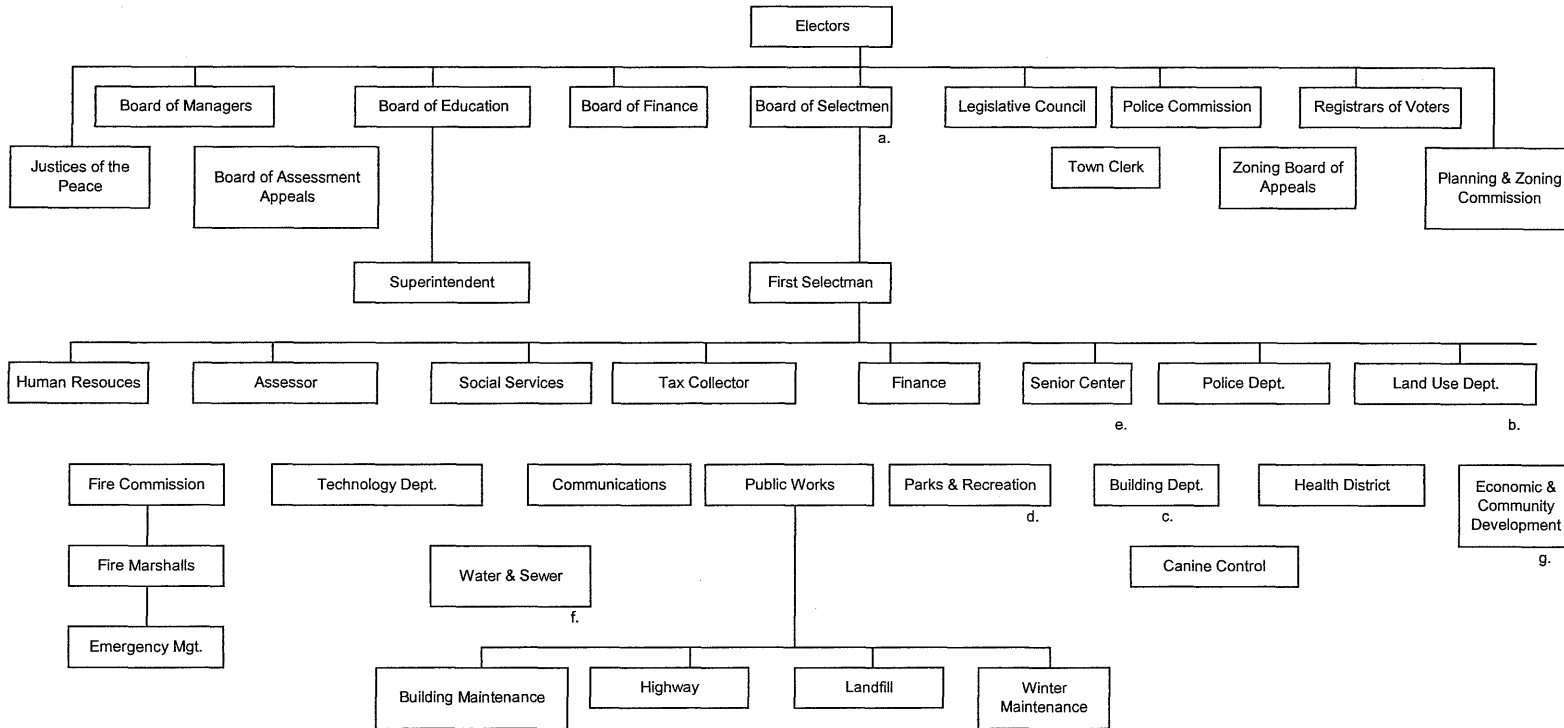 Electors
Board of Managers
Board of Education
Board of Finance
Board of Selectmen
Legislative Council
Police Commission
Registrars of Voters
a.
Justices of the
Peace
Board of Assessment
Appeals
Town Clerk
Zoning Board of
Appeals
Planning & Zoning
Commission
Superintendent
First Selectman
Human Resouces
Assessor
Social Services
Tax Collector
Finance
Senior Center
Police Dept.
Land Use Dept.
e.
b.
Fire Commission
Technology Dept.
Communications
Public Works
Parks & Recreation
Building Dept.
Health District
Economic &
Community
Development
d.
c.
g.
Fire Marshalls
Water & Sewer
f.
Canine Control
Emergency Mgt.
Building Maintenance
Highway
Landfill
Winter
Maintenance